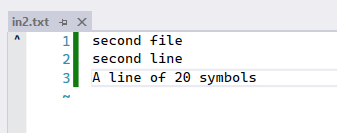 in2.txt
^ 1 second file
2 second line
3 A line of 20 symbols
~